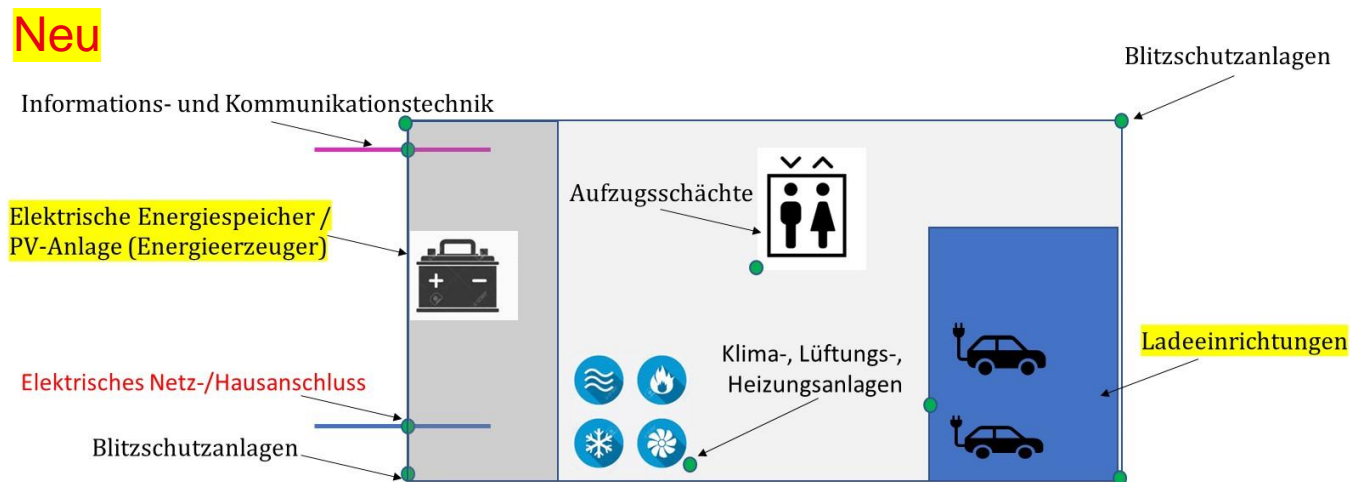 Neu
Blitzschutzanlagen
Informations- und Kommunikationstechnik
Aufzugsschächte
Elektrische Energiespeicher /
PV-Anlage (Energieerzeuger)
+ -
Klima-, Lüftungs-,
Heizungsanlagen
Ladeeinrichtungen
Elektrisches Netz-/Hausanschluss
Blitzschutzanlagen